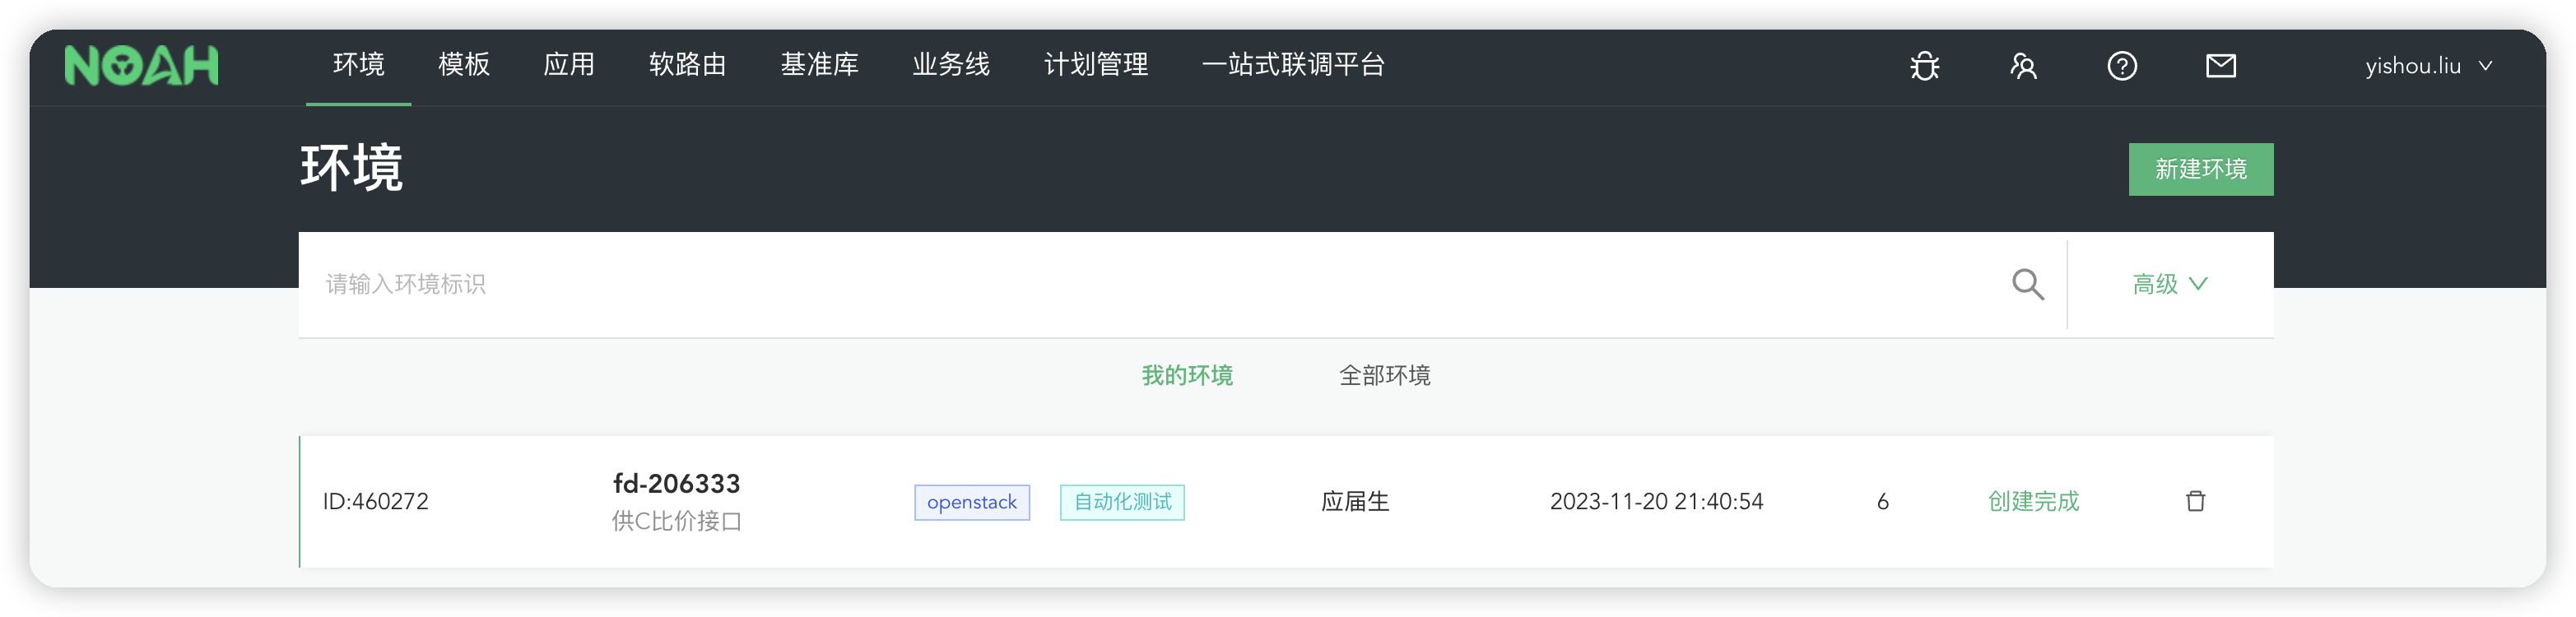 NOAH 环境 模板 应用 软路由 基准库 业务线 计划管理 一站式联调平台 yishou.liu
环境
新建环境
请输入环境标识
高级
我的环境 全部环境
ID:460272 fd-206333 openstack 自动化测试 应届生 2023-11-20 21:40:54 6 创建完成
供C比价接口